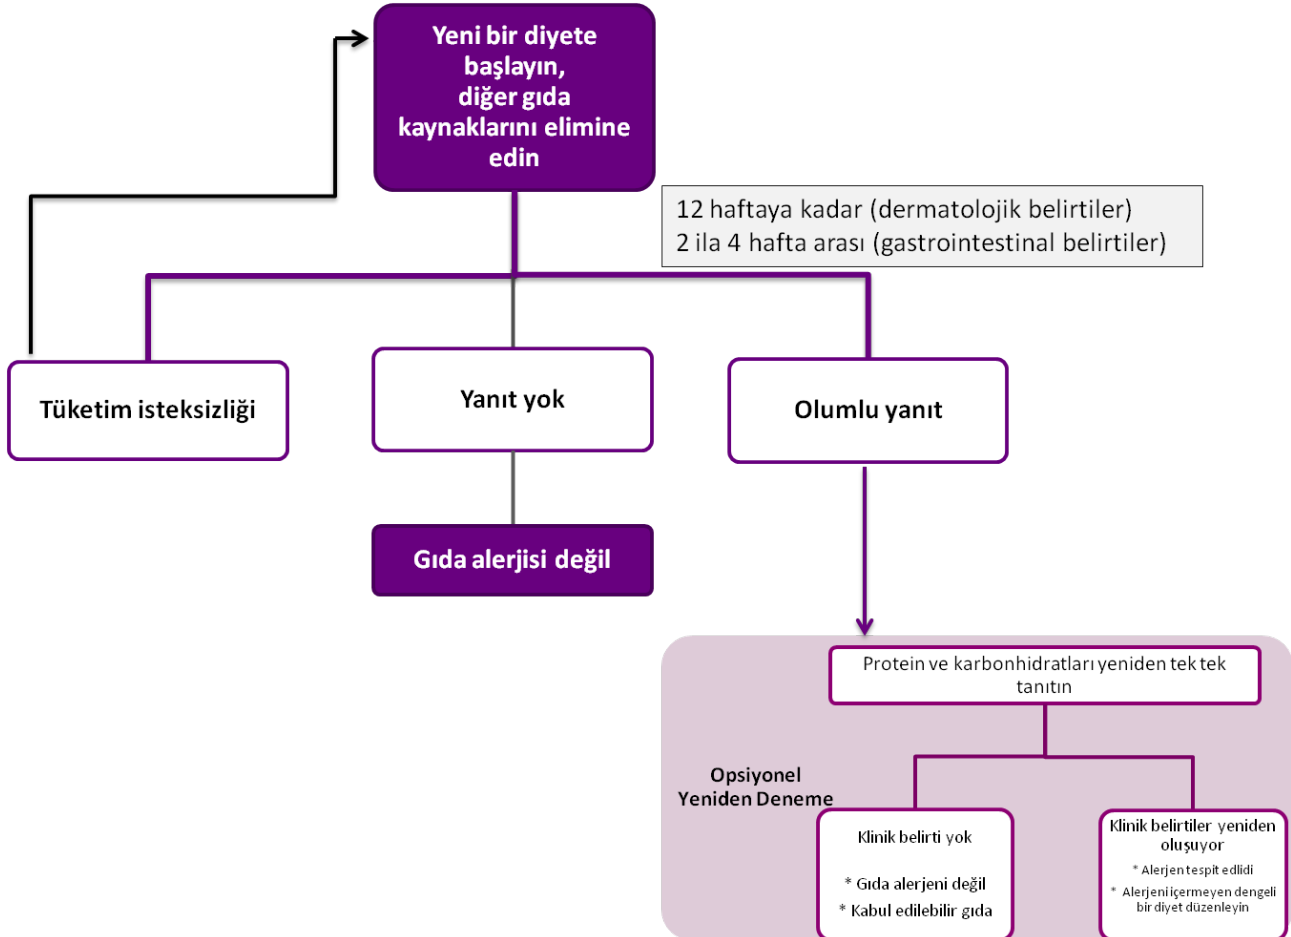 Yeni bir diyete
başlayın,
diğer gıda
kaynaklarını elimine
edin
12 haftaya kadar (dermatolojik belirtiler)
2 ila 4 hafta arası (gastrointestinal belirtiler)
Tüketim isteksizliği
Yanıt yok
Olumlu yanıt
Gıda alerjisi değil
Protein ve karbonhidratları yeniden tek tek
tanıtın
Opsiyonel
Yeniden Deneme
Klinik belirti yok
* Gıda alerjeni değil
* Kabul edilebilir gıda
Klinik belirtiler yeniden
oluşuyor
* Alerjen tespit edlidi
* Alerjeni içermeyen dengeli
bir diyet düzenleyin